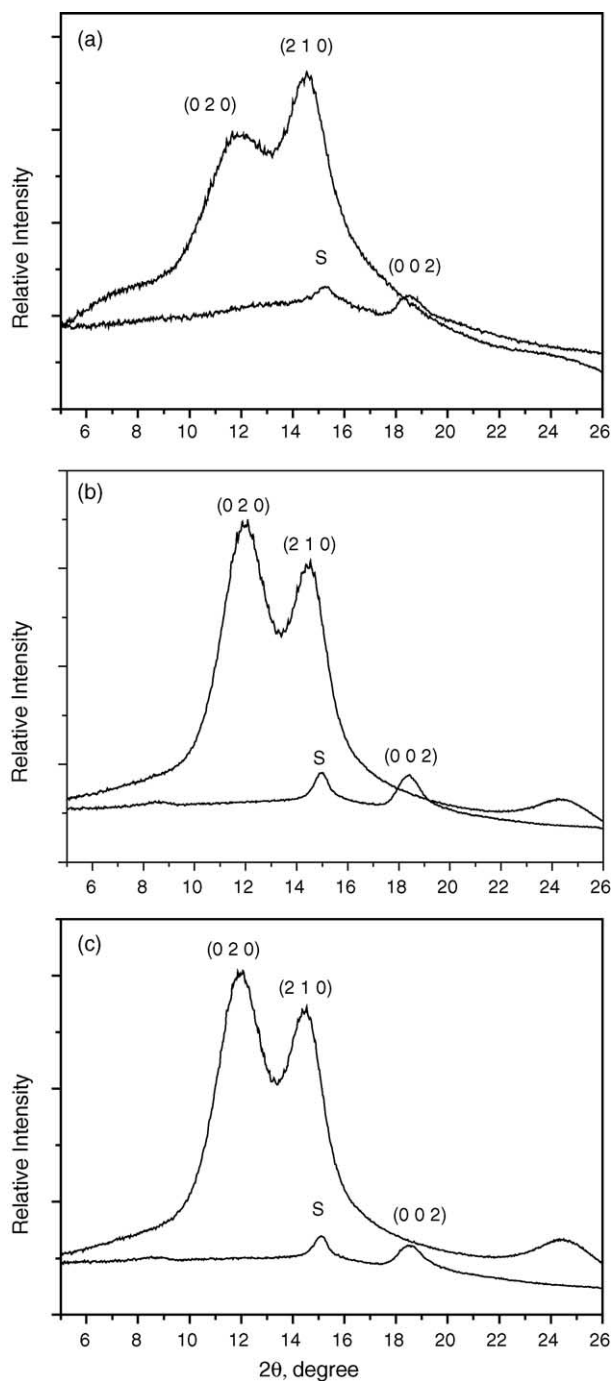 (a)
(2 1 0)
(0 2 0)
S
(0 0 2)
Relative Intensity
6 8 10 12 14 16 18 20 22 24 26
(b)
(0 2 0)
(2 1 0)
S
(0 0 2)
Relative Intensity
6 8 10 12 14 16 18 20 22 24 26
(c)
(0 2 0)
(2 1 0)
S
(0 0 2)
Relative Intensity
6 8 10 12 14 16 18 20 22 24 26
2θ, degree